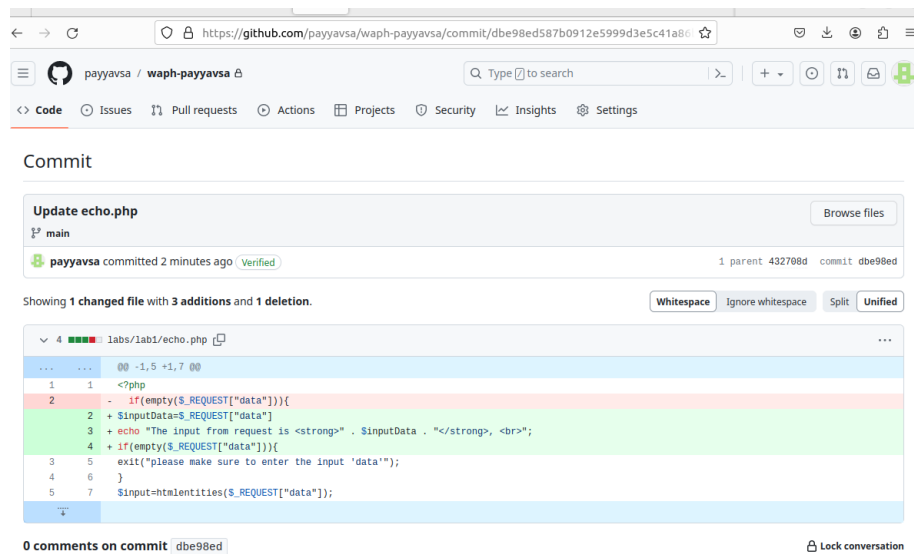 https://github.com/payyavsa/waph-payyavsa/commit/dbe98ed587b0912e5999d3e5c41a86
payyavsa / waph-payyavsa
Type / to search
Code Issues Pull requests Actions Projects Security Insights Settings
Commit
Update echo.php
Browse files
main
payyavsa committed 2 minutes ago Verified
1 parent 432708d commit dbe98ed
Showing 1 changed file with 3 additions and 1 deletion.
Whitespace Ignore whitespace Split Unified
4 labs/lab1/echo.php
... ... @@ -1,5 +1,7 @@
1 1 <?php
2 - if(empty($_REQUEST["data"])){
2 + $inputData=$_REQUEST["data"]
3 + echo "The input from request is <strong>" . $inputData . "</strong>, <br>";
4 + if(empty($_REQUEST["data"])){
3 5 exit("please make sure to enter the input 'data'");
4 6 }
5 7 $input=htmlentities($_REQUEST["data"]);
0 comments on commit dbe98ed
Lock conversation